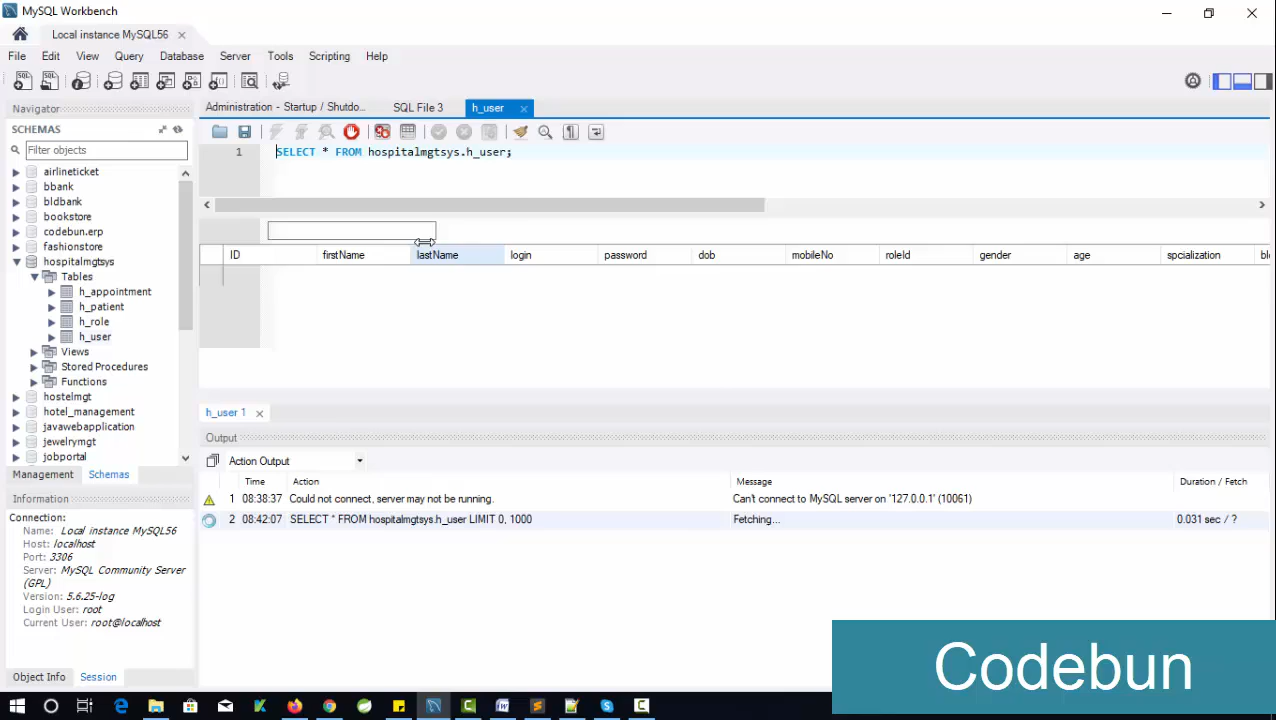 MySQL Workbench
Local instance MySQL56
File Edit View Query Database Server Tools Scripting Help
Navigator
SCHEMAS
Filter objects
airlineticket
bbank
bldbank
bookstore
codebun.erp
fashionstore
hospitalmgtsys
Tables
h_appointment
h_patient
h_role
h_user
Views
Stored Procedures
Functions
hostelmgt
hotel_management
javawebapplication
jewelrymgt
jobportal
Management Schemas
Information
Connection:
Name: Local instance MySQL56
Host: localhost
Port: 3306
Server: MySQL Community Server
(GPL)
Version: 5.6.25-log
Login User: root
Current User: root@localhost
Object Info Session
Administration - Startup / Shutdo... SQL File 3 h_user
1 SELECT * FROM hospitalmgtsys.h_user;
ID firstName lastName login password dob mobileNo roleId gender age spcialization blo
h_user 1
Output
Action Output
Time Action Message Duration / Fetch
1 08:38:37 Could not connect, server may not be running. Can't connect to MySQL server on '127.0.0.1' (10061)
2 08:42:07 SELECT * FROM hospitalmgtsys.h_user LIMIT 0, 1000 Fetching... 0.031 sec / ?
Codebun